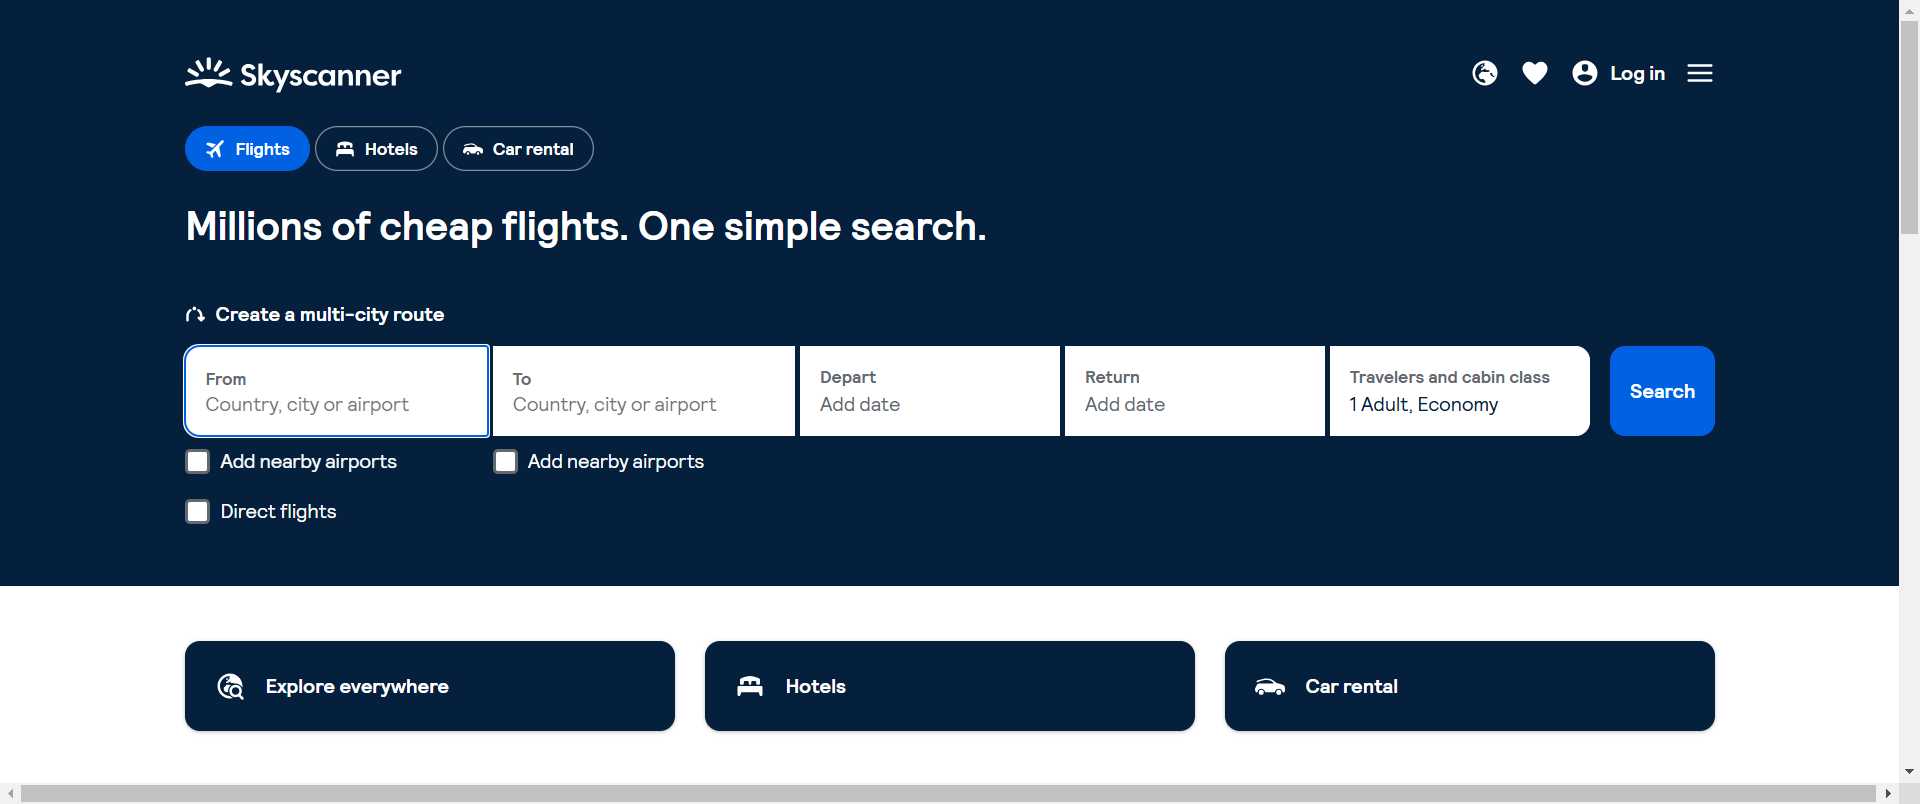 Skyscanner
Log in
Flights
Hotels
Car rental
Millions of cheap flights. One simple search.
Create a multi-city route
From
Country, city or airport
To
Country, city or airport
Depart
Add date
Return
Add date
Travelers and cabin class
1 Adult, Economy
Search
Add nearby airports
Add nearby airports
Direct flights
Explore everywhere
Hotels
Car rental